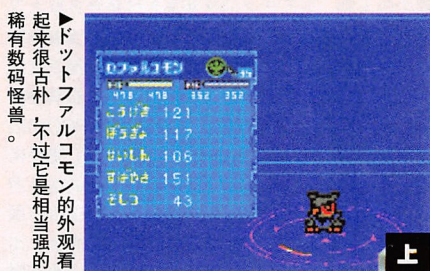 ▶ドットファルコモン的外观看
起来很古朴，不过它是相当强的
稀有数码怪兽。
Dファルコモン 35
478 478 352 352
こうげき 121
ぼうぎょ 117
せいしん 106
すばやさ 151
そしつ 43
上